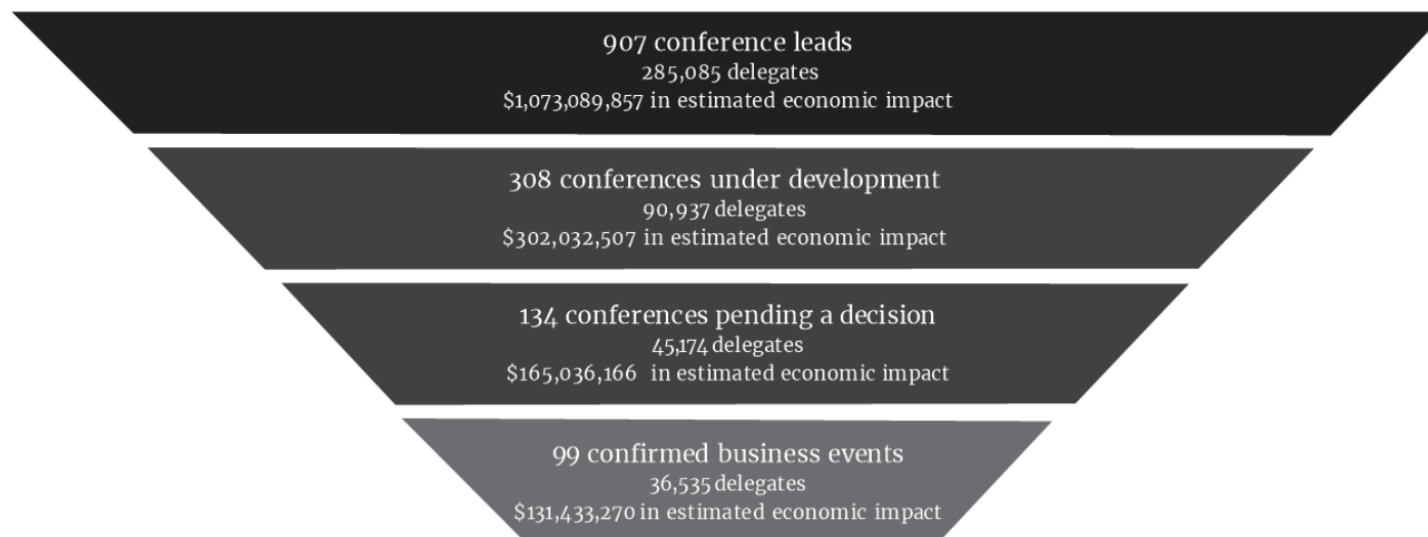 907 conference leads
285,085 delegates
$1,073,089,857 in estimated economic impact
308 conferences under development
90,937 delegates
$302,032,507 in estimated economic impact
134 conferences pending a decision
45,174 delegates
$165,036,166 in estimated economic impact
99 confirmed business events
36,535 delegates
$131,433,270 in estimated economic impact